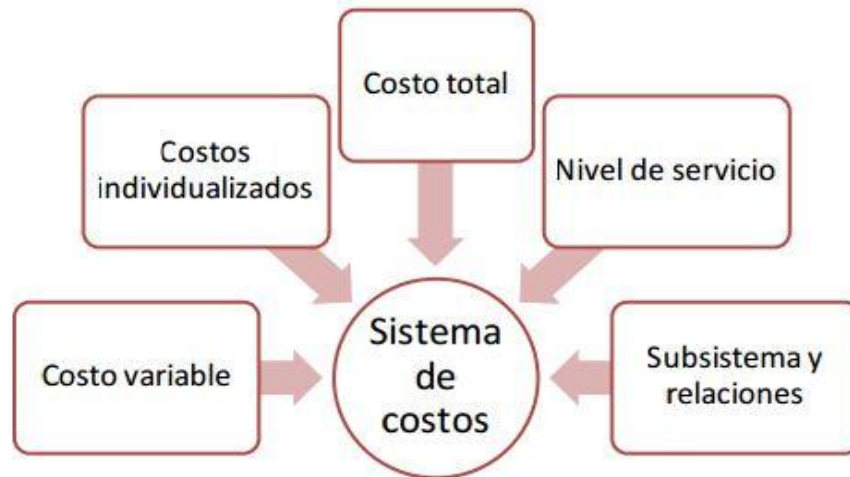 Costo total
Costos
individualizados
Nivel de servicio
Costo variable
Sistema
de
costos
Subsistema y
relaciones